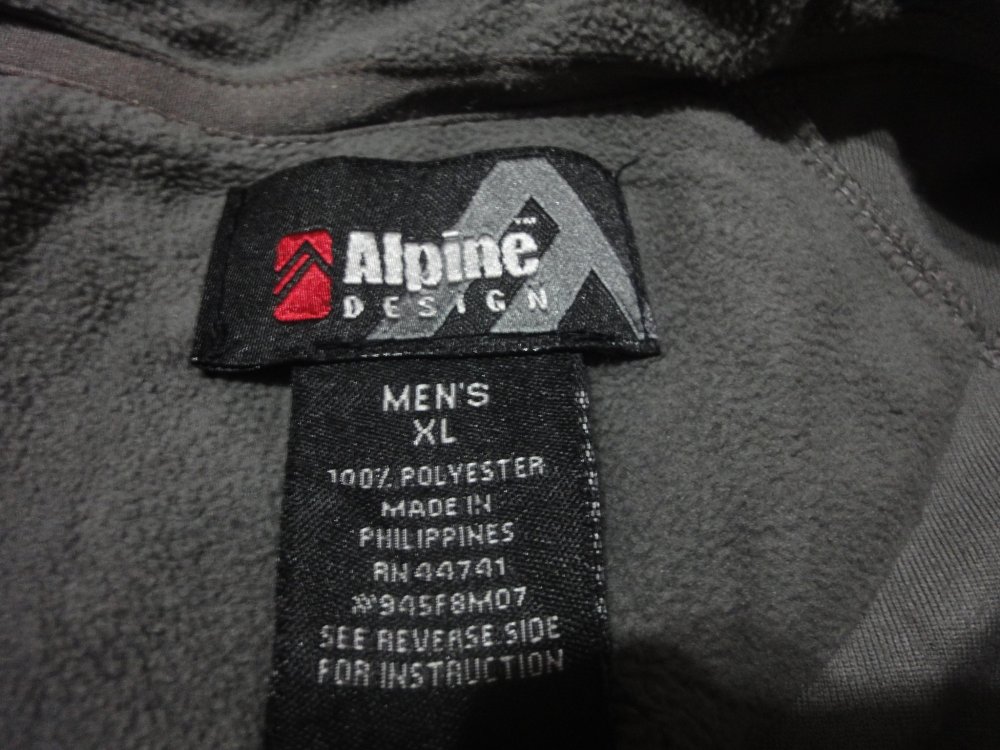 Alpine™
DESIGN
MEN'S
XL
100% POLYESTER
MADE IN
PHILIPPINES
RN 44741
#945F8M07
SEE REVERSE SIDE
FOR INSTRUCTION